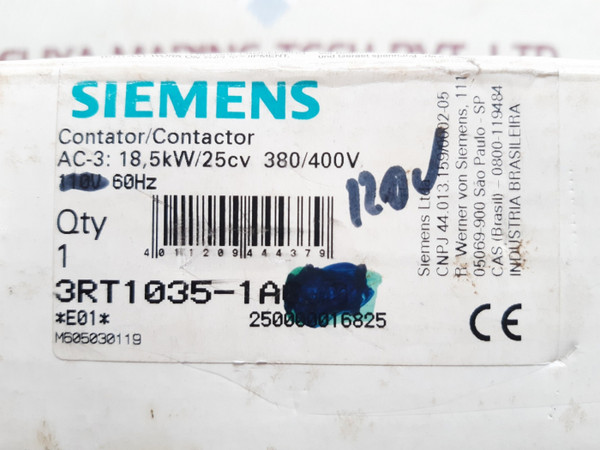 SIEMENS
Contator/Contactor
AC-3: 18,5kW/25cv 380/400V
110V 60Hz
120V
Qty
1
4 011209 444379
3RT1035-1A
*E01*
M605030119
Siemens Ltda.
CNPJ 44.013.159/0002-05
R. Werner von Siemens, 111
05069-900 São Paulo - SP
CAS (Brasil) - 0800-119484
INDUSTRIA BRASILEIRA
CE